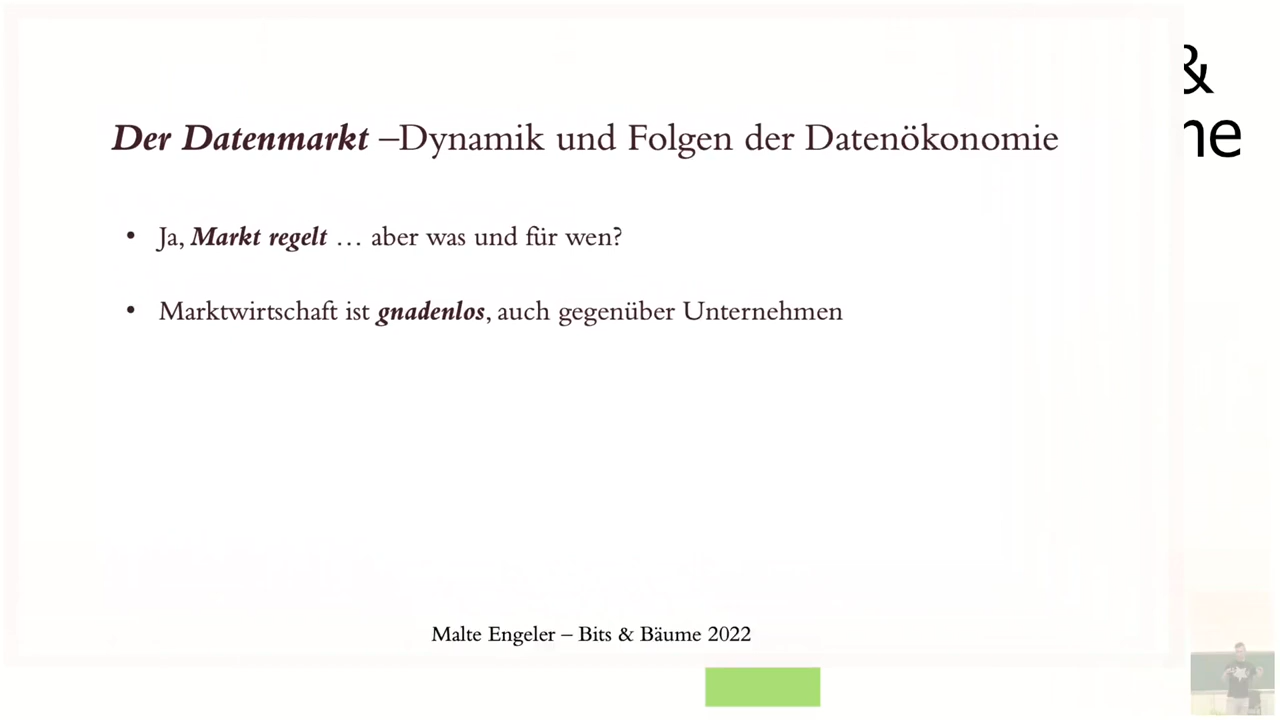 Der Datenmarkt –Dynamik und Folgen der Datenökonomie
• Ja, Markt regelt … aber was und für wen?
• Marktwirtschaft ist gnadenlos, auch gegenüber Unternehmen
Malte Engeler – Bits & Bäume 2022
&